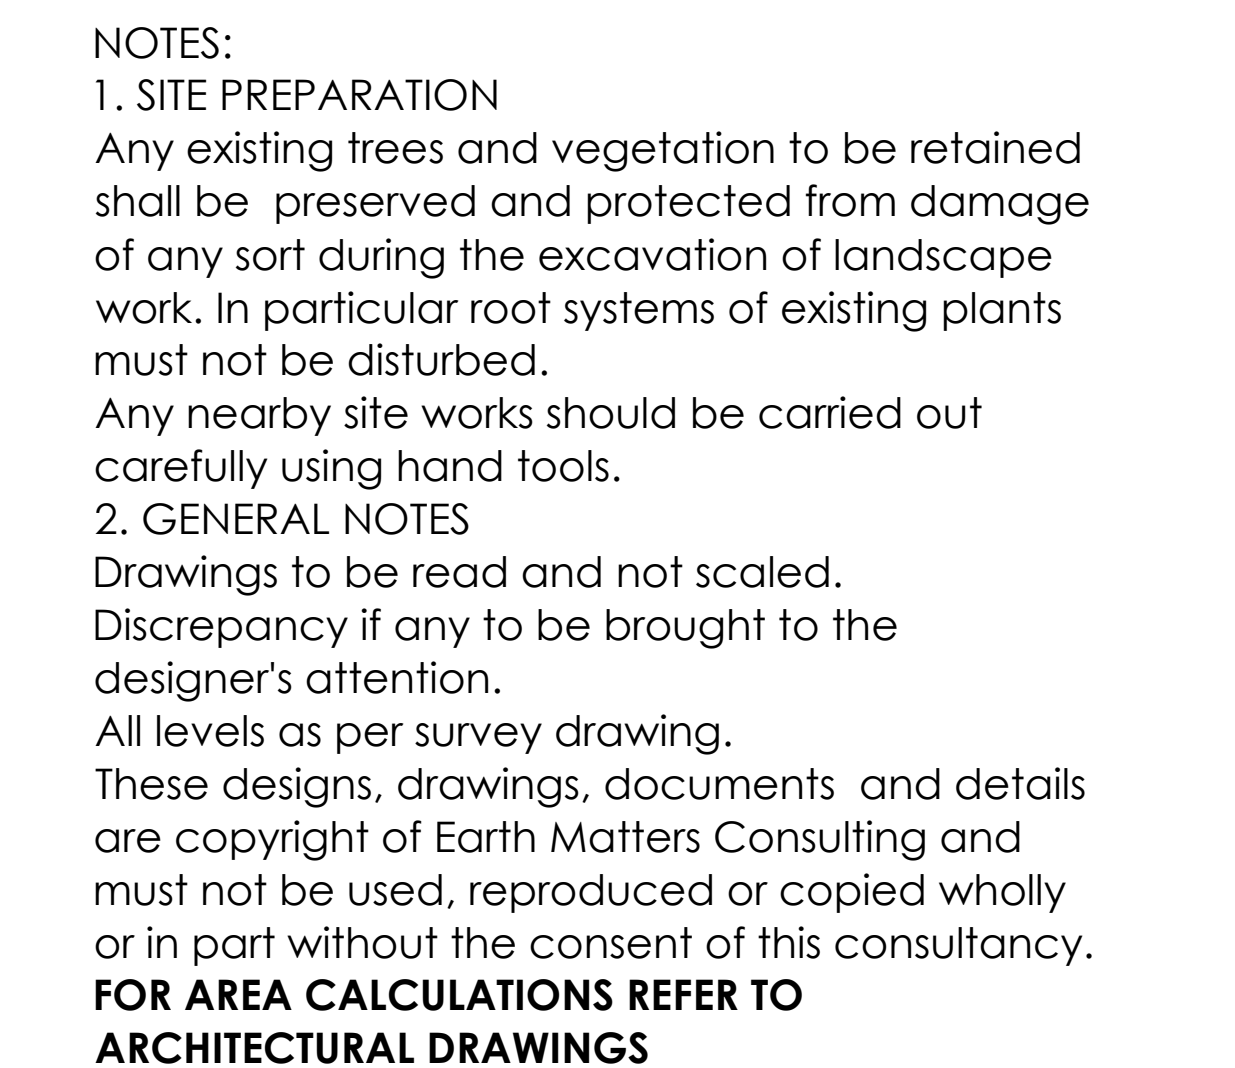 NOTES:
1. SITE PREPARATION
Any existing trees and vegetation to be retained
shall be  preserved and protected from damage
of any sort during the excavation of landscape
work. In particular root systems of existing plants
must not be disturbed.
Any nearby site works should be carried out
carefully using hand tools.
2. GENERAL NOTES
Drawings to be read and not scaled.
Discrepancy if any to be brought to the
designer's attention.
All levels as per survey drawing.
These designs, drawings, documents  and details
are copyright of Earth Matters Consulting and
must not be used, reproduced or copied wholly
or in part without the consent of this consultancy.
FOR AREA CALCULATIONS REFER TO
ARCHITECTURAL DRAWINGS